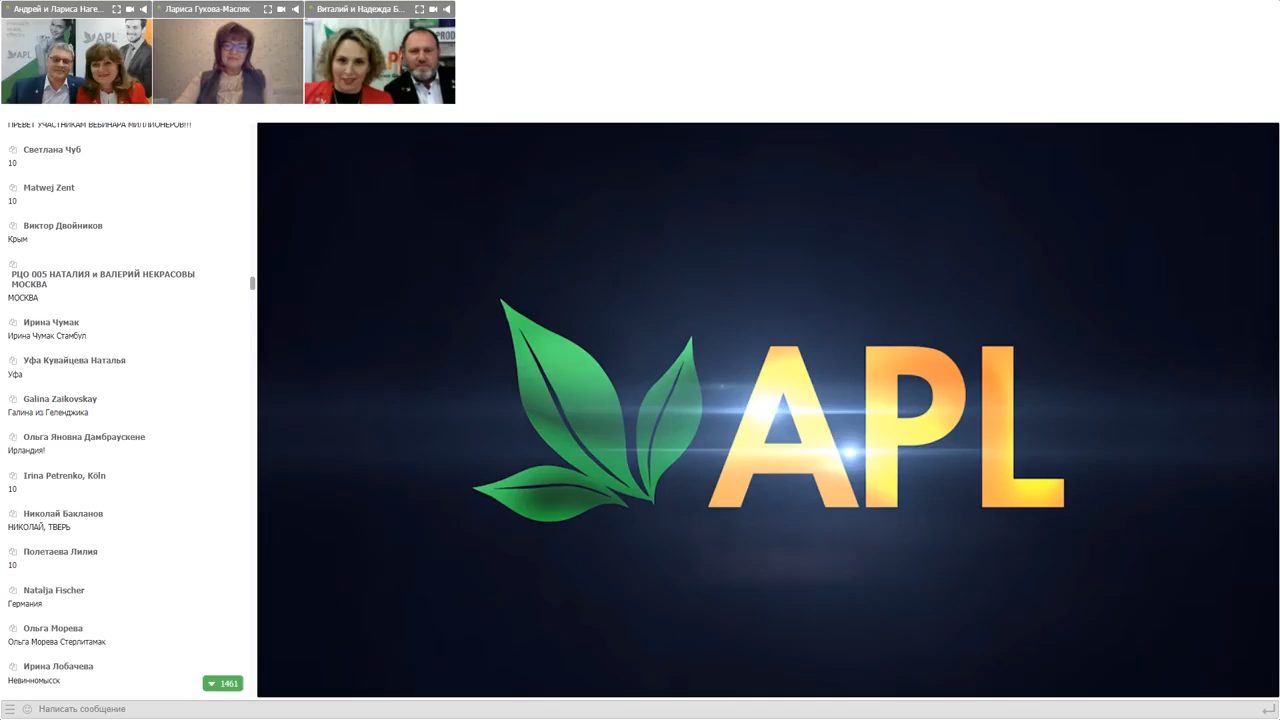 Андрей и Лариса Наге...
Лариса Гукова-Масляк
Виталий и Надежда Б...
APL
APL
PROD
ПРЕВЕТ УЧАСТНИКАМ ВЕБИНАРА МИЛЛИОНЕРОВ!!!
Светлана Чуб
10
Matwej Zent
10
Виктор Двойников
Крым
РЦО 005 НАТАЛИЯ и ВАЛЕРИЙ НЕКРАСОВЫ
МОСКВА
МОСКВА
Ирина Чумак
Ирина Чумак Стамбул
Уфа Кувайцева Наталья
Уфа
Galina Zaikovskay
Галина из Геленджика
Ольга Яновна Дамбраускене
Ирландия!
Irina Petrenko, Köln
10
Николай Бакланов
НИКОЛАЙ, ТВЕРЬ
Полетаева Лилия
10
Natalja Fischer
Германия
Ольга Морева
Ольга Морева Стерлитамак
Ирина Лобачева
Невинномысск
1461
APL
Написать сообщение